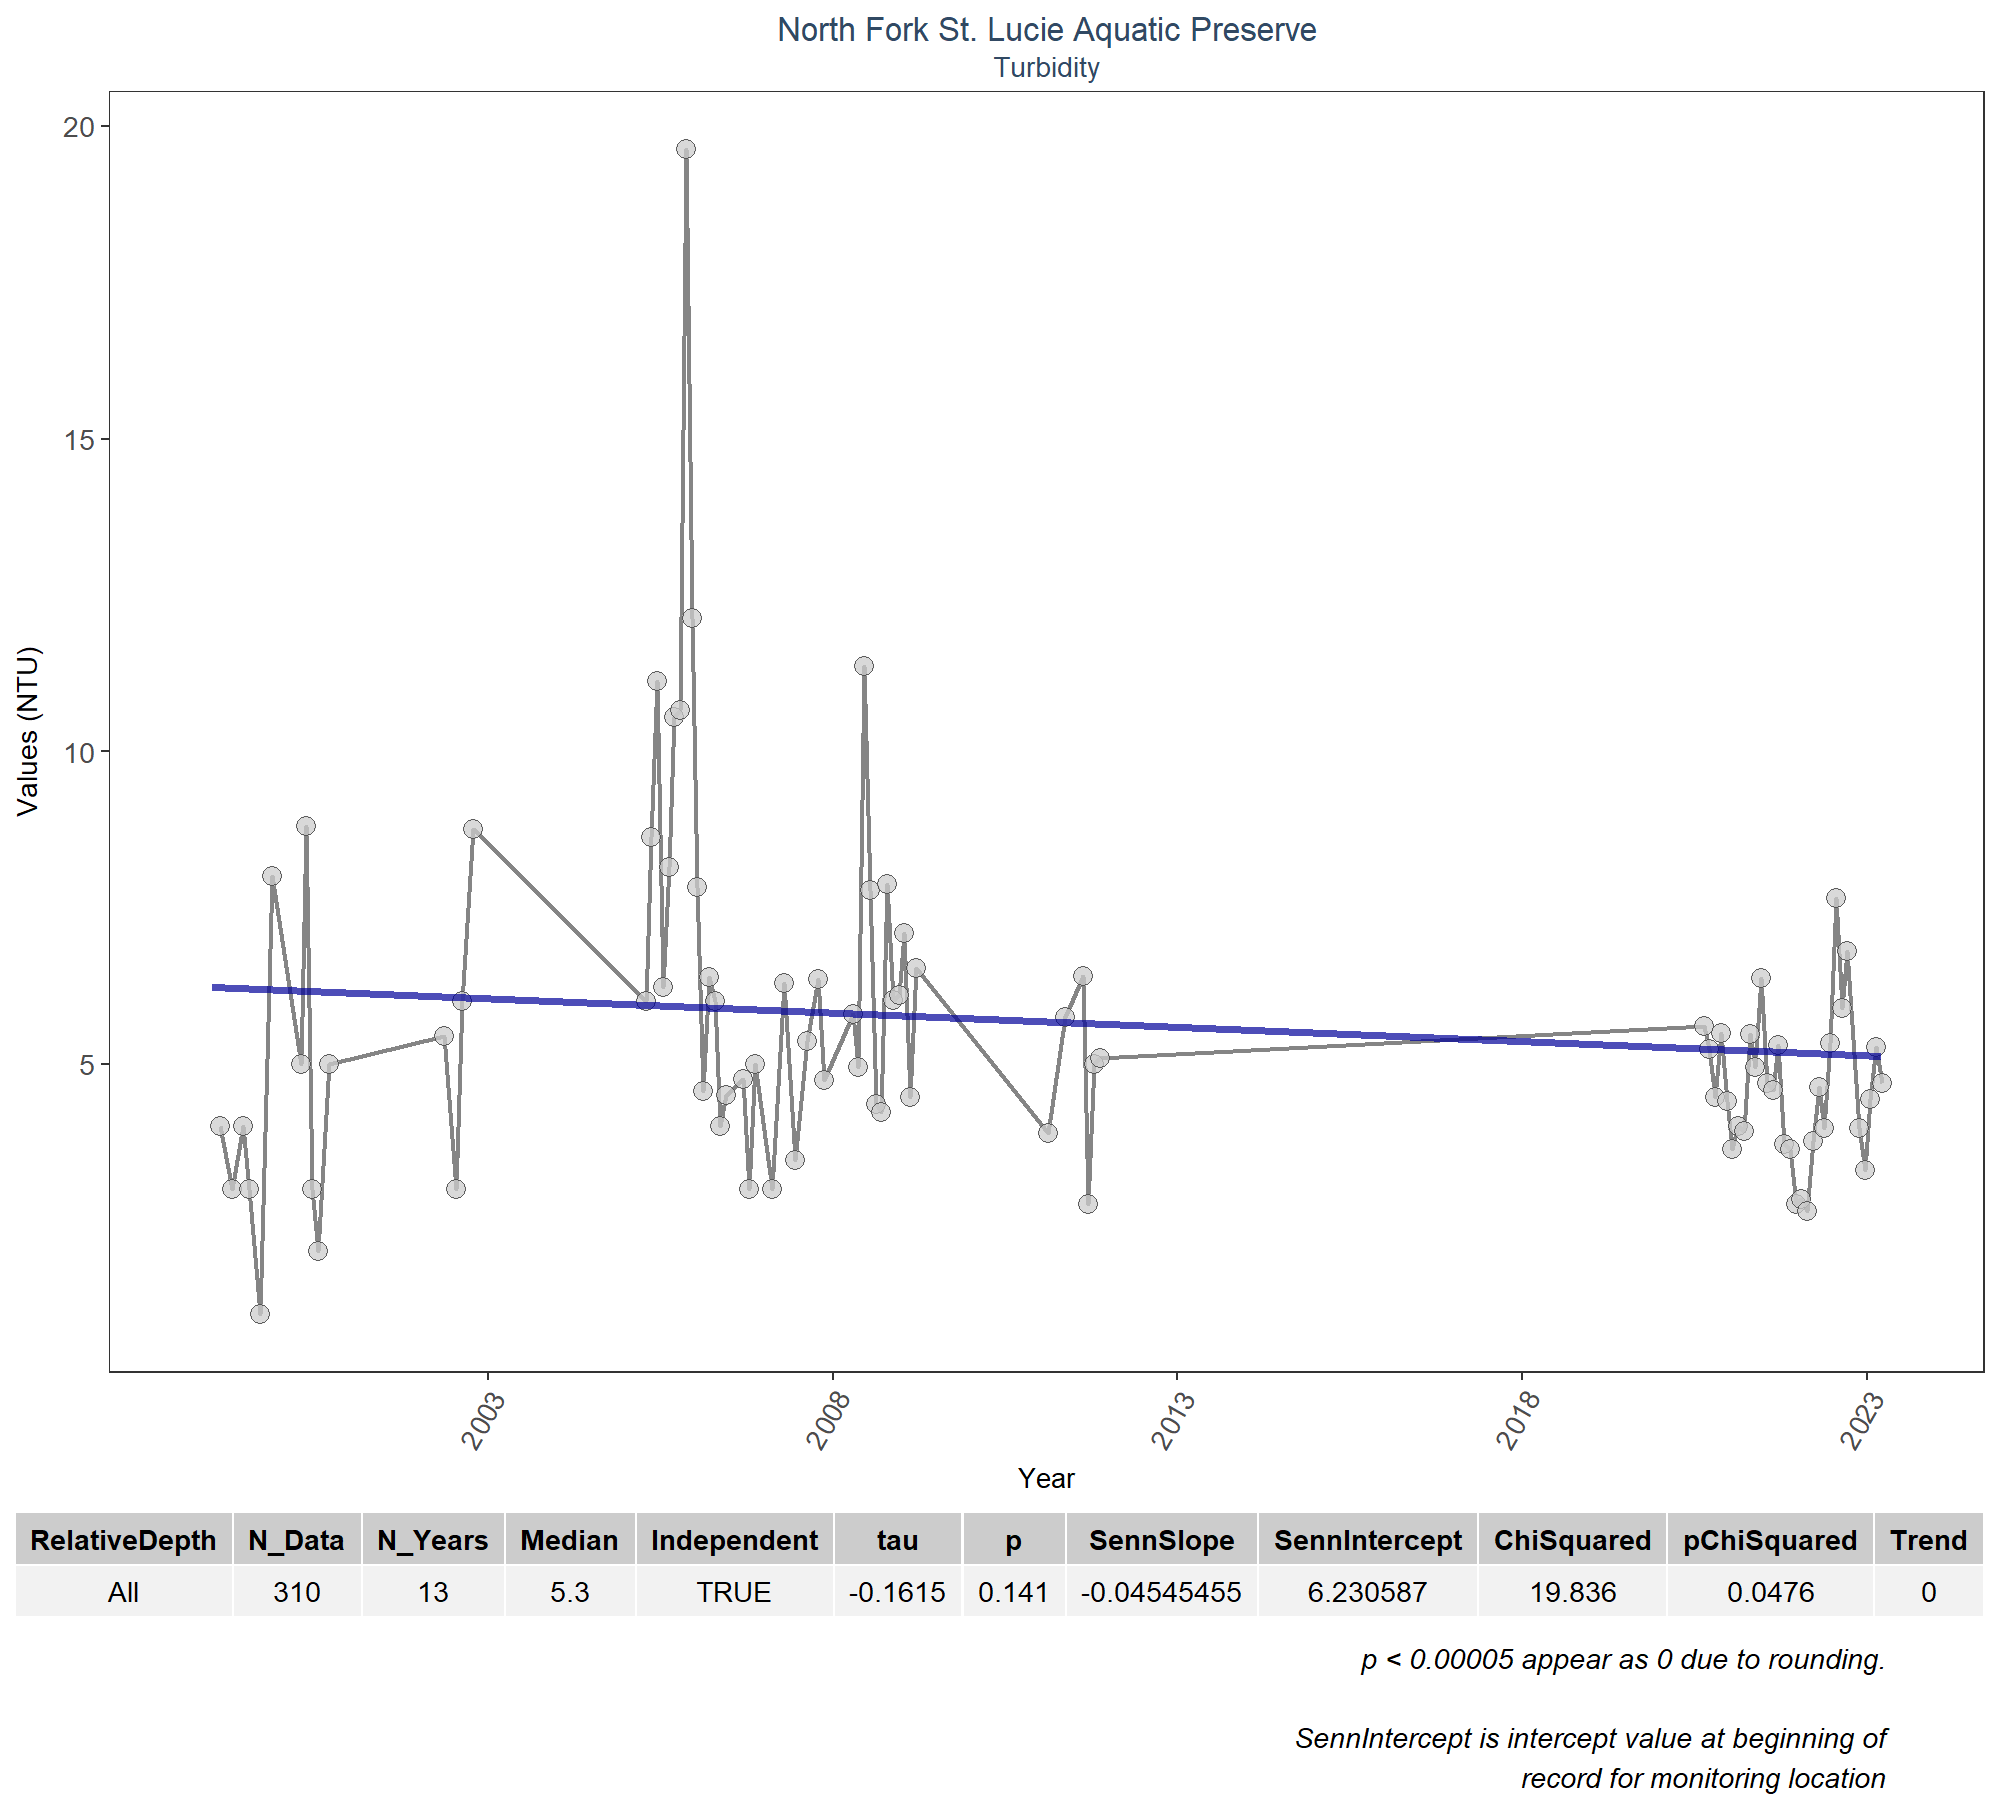 North Fork St. Lucie Aquatic Preserve
Turbidity
20
15
10
5
Values (NTU)
2003
2008
2013
2018
2023
Year
RelativeDepth N_Data N_Years Median Independent tau p SennSlope SennIntercept ChiSquared pChiSquared Trend
All 310 13 5.3 TRUE -0.1615 0.141 -0.04545455 6.230587 19.836 0.0476 0
p < 0.00005 appear as 0 due to rounding.
SennIntercept is intercept value at beginning of
record for monitoring location